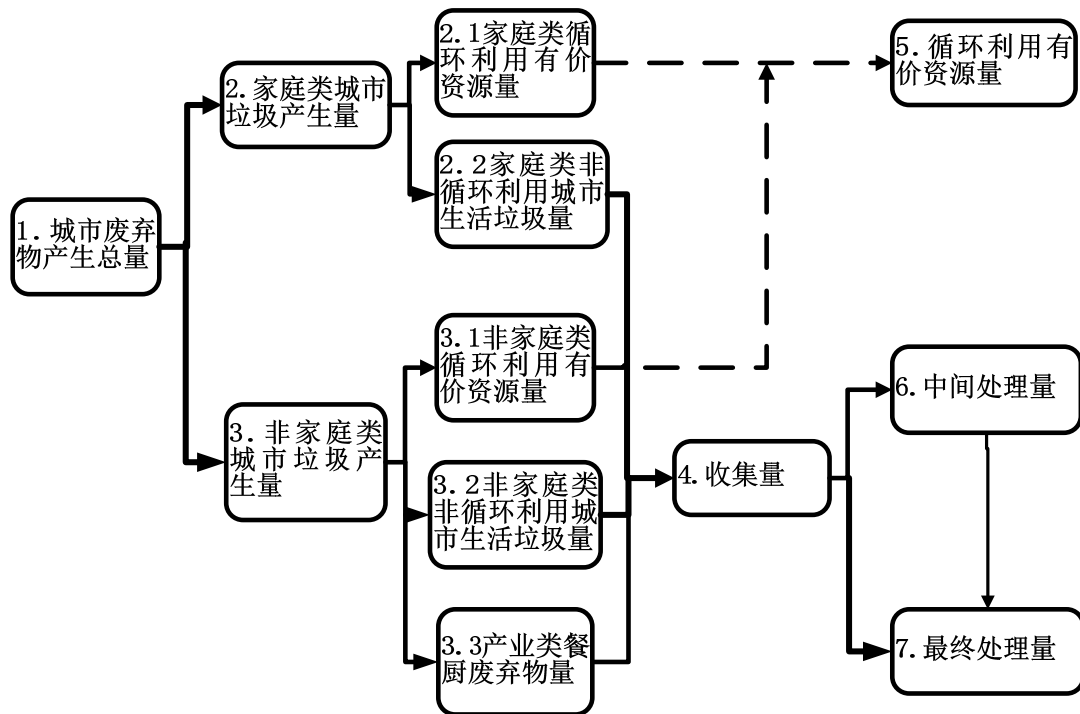 1.城市废弃
物产生总量
2.家庭类城市
垃圾产生量
3.非家庭类
城市垃圾产
生量
2.1家庭类循
环利用有价
资源量
2.2家庭类非
循环利用城市
生活垃圾量
3.1非家庭类
循环利用有
价资源量
3.2非家庭类
非循环利用城
市生活垃圾量
3.3产业类餐
厨废弃物量
4.收集量
5.循环利用有
价资源量
6.中间处理量
7.最终处理量